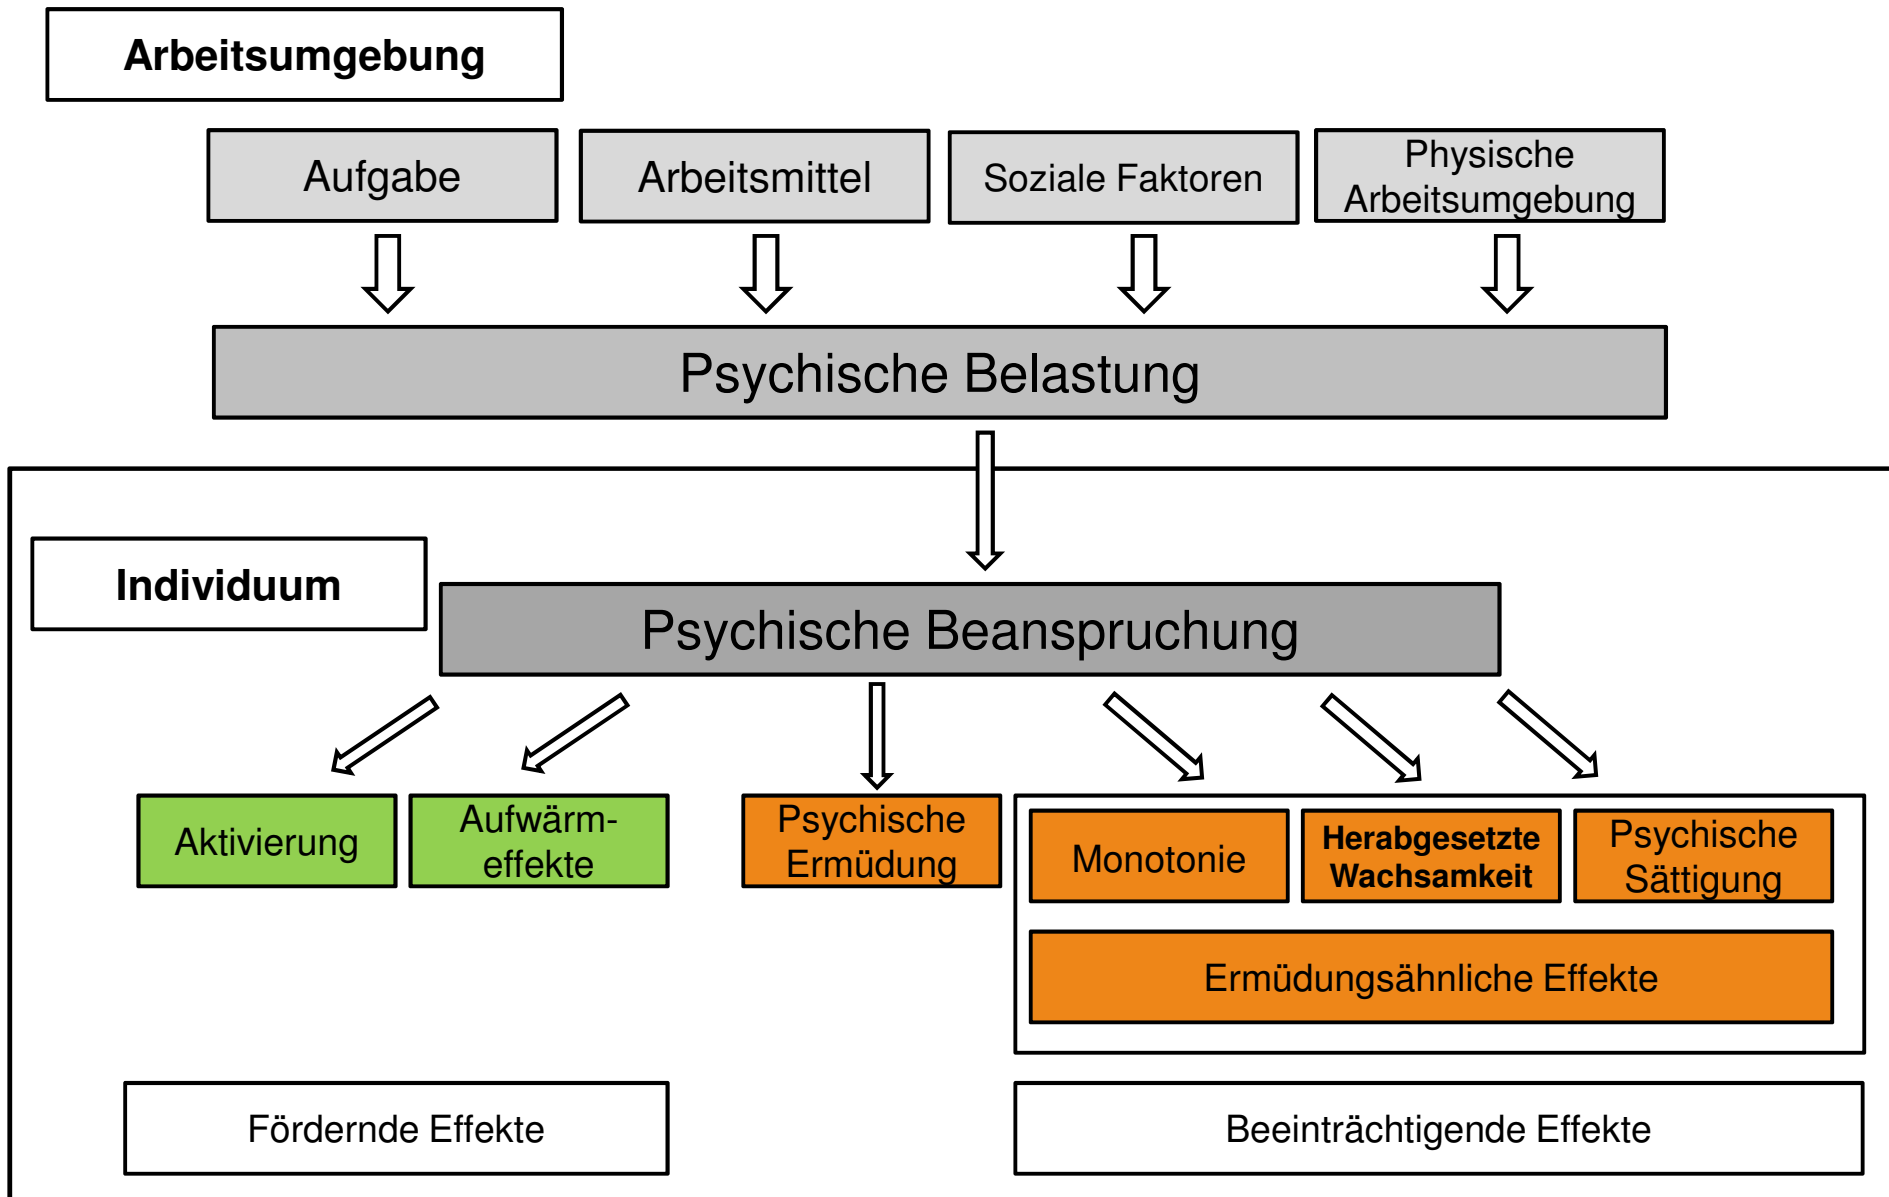 Arbeitsumgebung
Aufgabe
Arbeitsmittel
Soziale Faktoren
Physische
Arbeitsumgebung
Psychische Belastung
Individuum
Psychische Beanspruchung
Aktivierung
Aufwärm-
effekte
Psychische
Ermüdung
Monotonie
Herabgesetzte
Wachsamkeit
Psychische
Sättigung
Ermüdungsähnliche Effekte
Fördernde Effekte
Beeinträchtigende Effekte